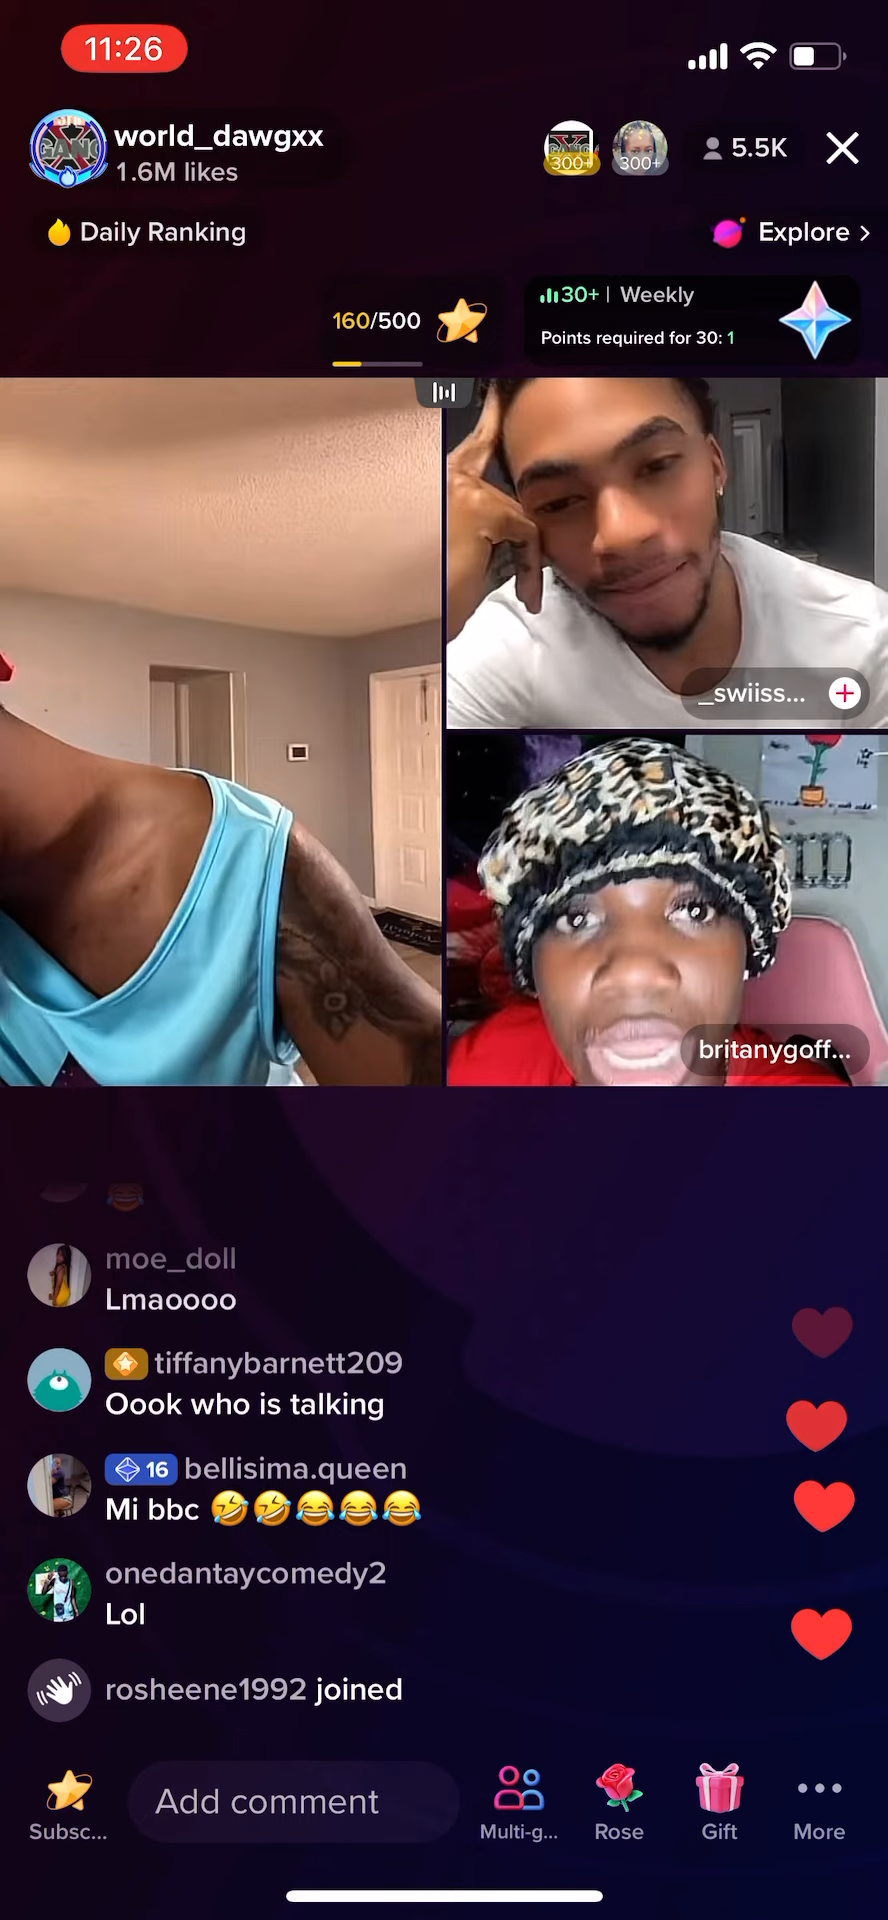 11:26
world_dawgxx
1.6M likes
300+
300+
5.5K
Daily Ranking
Explore >
160/500
30+ | Weekly
Points required for 30: 1
_swiiss...
britanygoff...
moe_doll
Lmaoooo
tiffanybarnett209
Oook who is talking
16 bellisima.queen
Mi bbc 🤣🤣😂😂😂
onedantaycomedy2
Lol
rosheene1992 joined
Add comment
Subsc...
Multi-g...
Rose
Gift
More